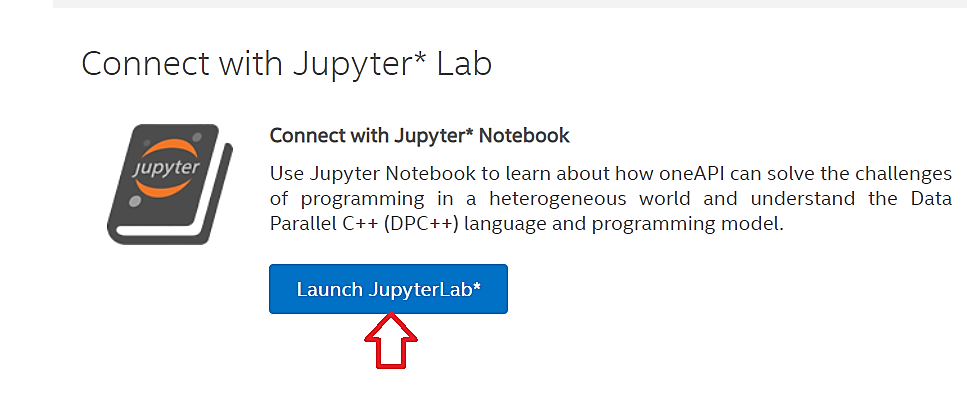 Connect with Jupyter* Lab
jupyter
Connect with Jupyter* Notebook
Use Jupyter Notebook to learn about how oneAPI can solve the challenges
of programming in a heterogeneous world and understand the Data
Parallel C++ (DPC++) language and programming model.
Launch JupyterLab*